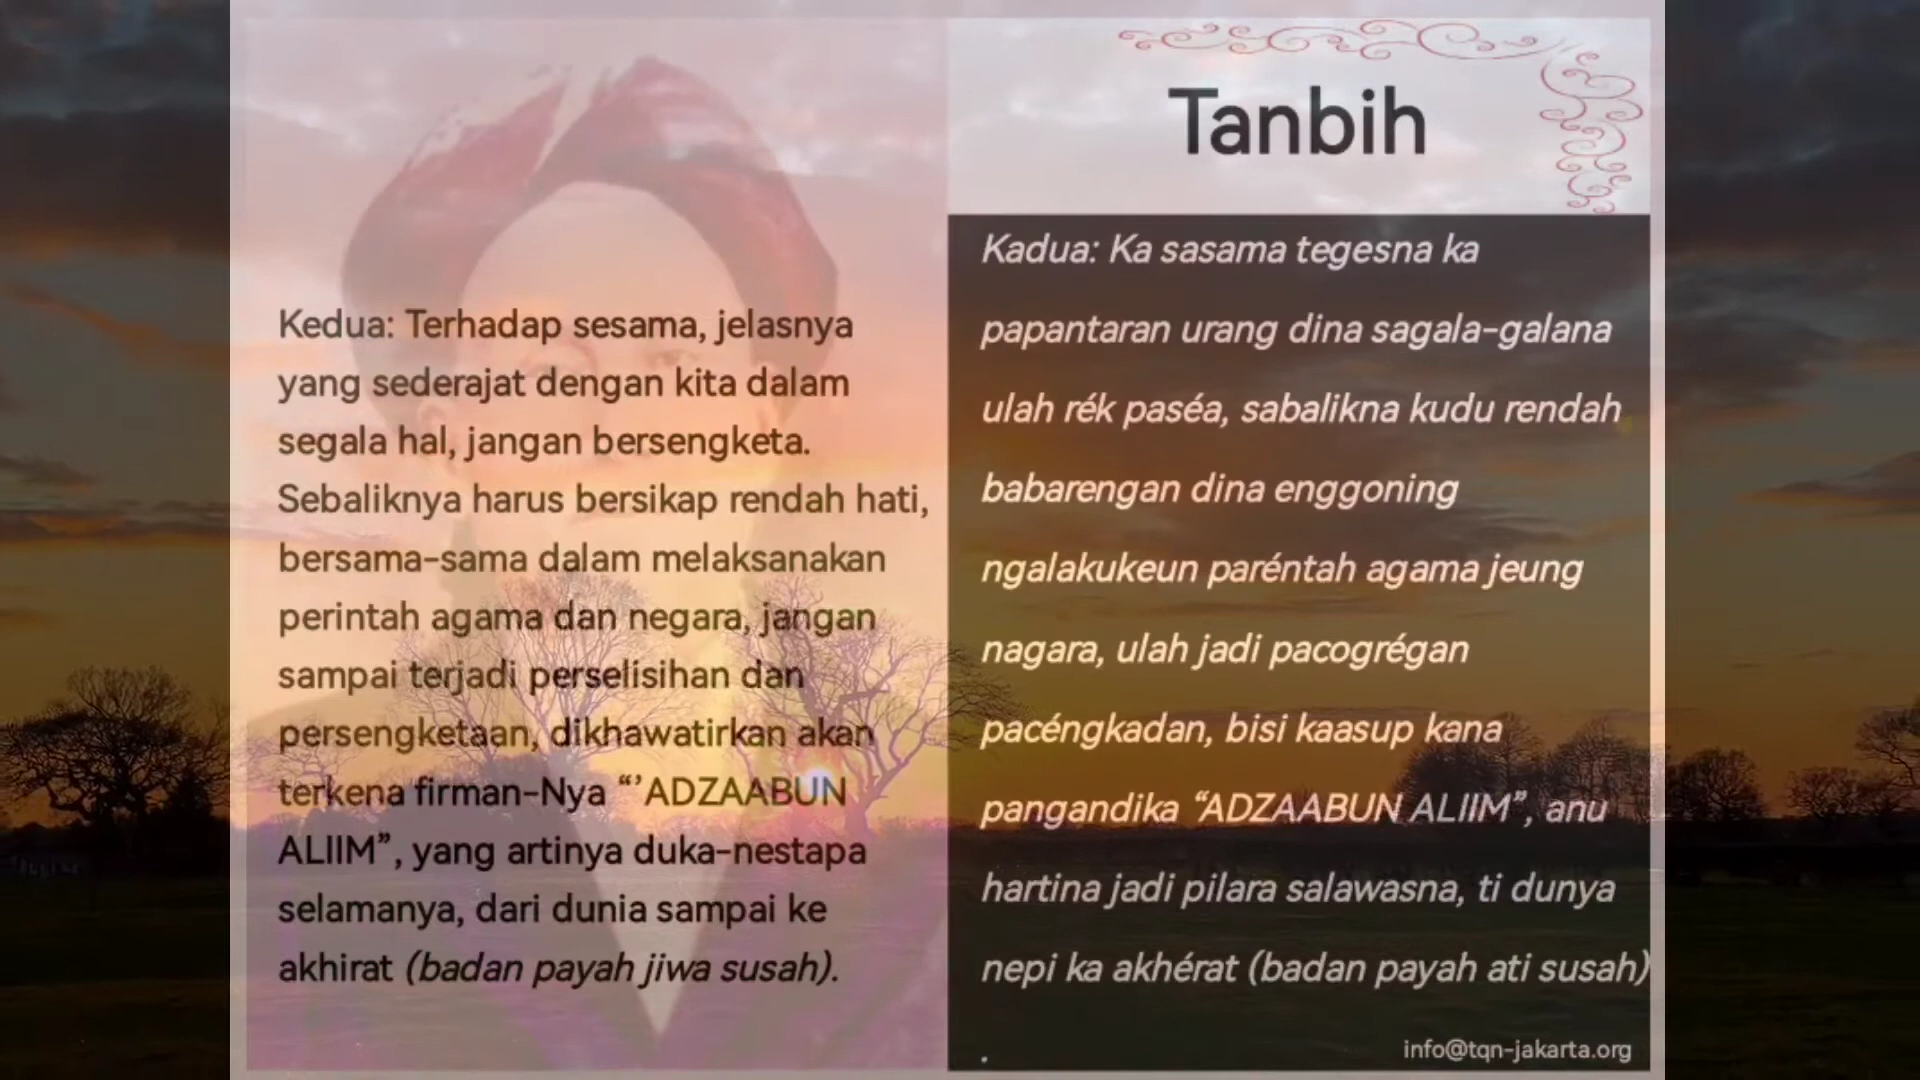 Kedua: Terhadap sesama, jelasnya
yang sederajat dengan kita dalam
segala hal, jangan bersengketa.
Sebaliknya harus bersikap rendah hati,
bersama-sama dalam melaksanakan
perintah agama dan negara, jangan
sampai terjadi perselisihan dan
persengketaan, dikhawatirkan akan
terkena firman-Nya “’ADZAABUN
ALIIM”, yang artinya duka-nestapa
selamanya, dari dunia sampai ke
akhirat (badan payah jiwa susah).
Tanbih
Kadua: Ka sasama tegesna ka
papantaran urang dina sagala-galana
ulah rék paséa, sabalikna kudu rendah
babarengan dina enggoning
ngalakukeun paréntah agama jeung
nagara, ulah jadi pacogrégan
pacéngkadan, bisi kaasup kana
pangandika “ADZAABUN ALIIM”, anu
hartina jadi pilara salawasna, ti dunya
nepi ka akhérat (badan payah ati susah)
.
info@tqn-jakarta.org